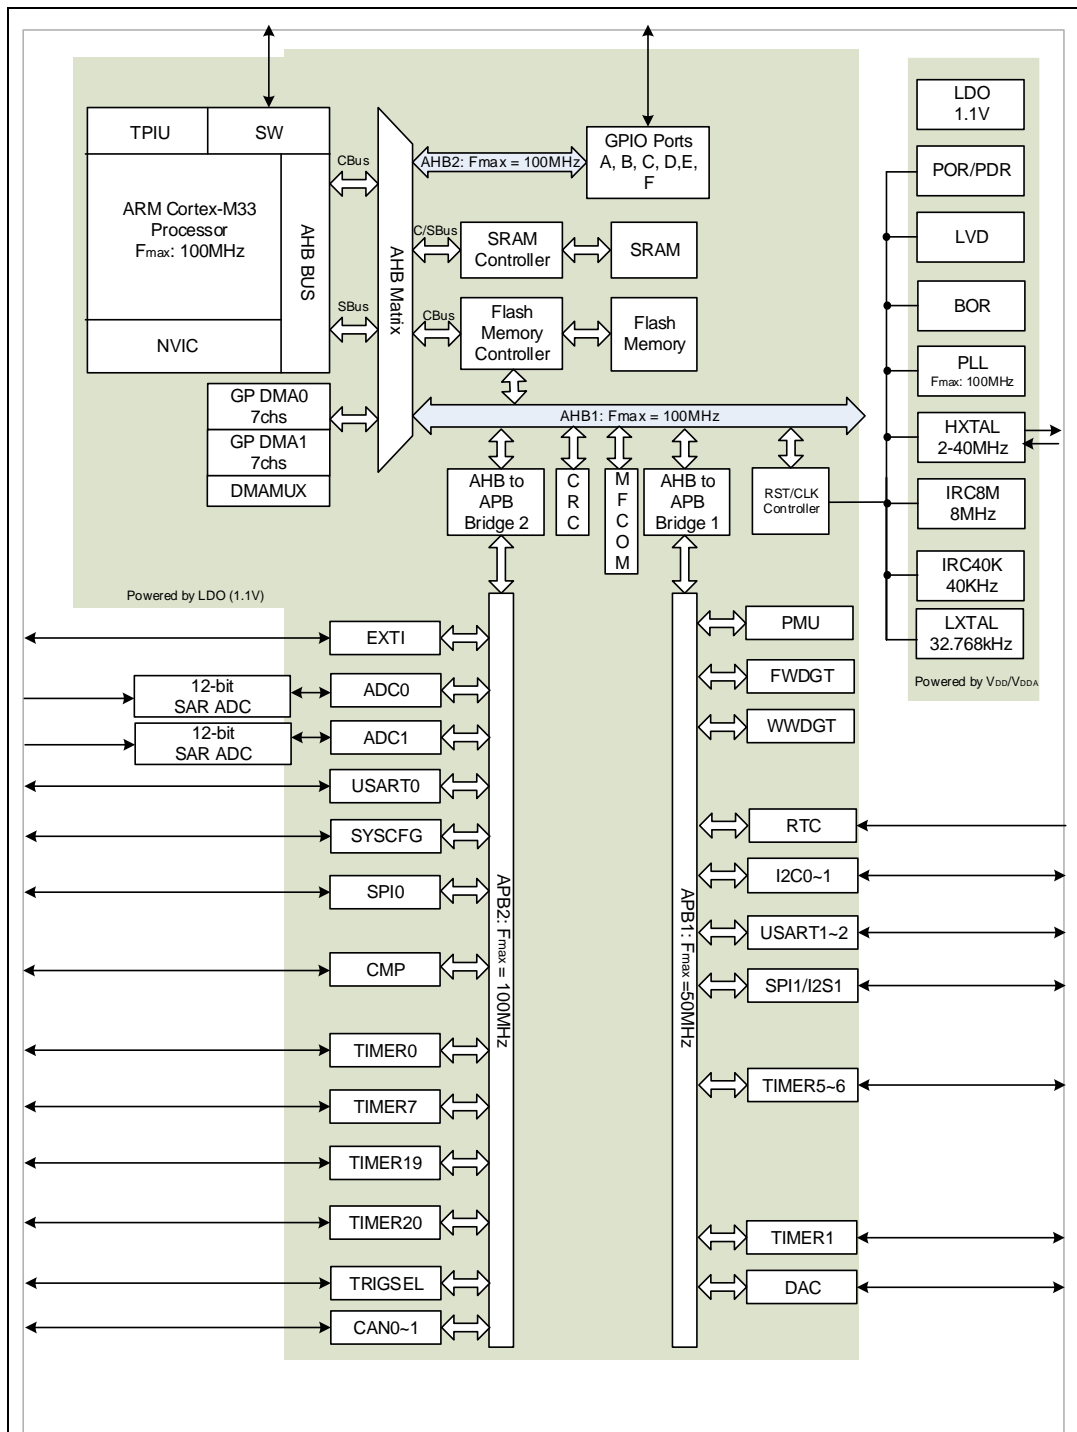 TPIU
SW
ARM Cortex-M33
Processor
Fmax: 100MHz
AHB BUS
NVIC
GP DMA0
7chs
GP DMA1
7chs
DMAMUX
CBus
SBus
AHB Matrix
AHB2: Fmax = 100MHz
GPIO Ports
A, B, C, D,E,
F
C/SBus
SRAM
Controller
SRAM
CBus
Flash
Memory
Controller
Flash
Memory
AHB1: Fmax = 100MHz
AHB to
APB
Bridge 2
CRC
MFCOM
AHB to
APB
Bridge 1
RST/CLK
Controller
LDO
1.1V
POR/PDR
LVD
BOR
PLL
Fmax: 100MHz
HXTAL
2-40MHz
IRC8M
8MHz
IRC40K
40KHz
LXTAL
32.768kHz
Powered by VDD/VDDA
Powered by LDO (1.1V)
EXTI
12-bit
SAR ADC
ADC0
12-bit
SAR ADC
ADC1
USART0
SYSCFG
SPI0
CMP
TIMER0
TIMER7
TIMER19
TIMER20
TRIGSEL
CAN0~1
APB2: Fmax = 100MHz
APB1: Fmax =50MHz
PMU
FWDGT
WWDGT
RTC
I2C0~1
USART1~2
SPI1/I2S1
TIMER5~6
TIMER1
DAC